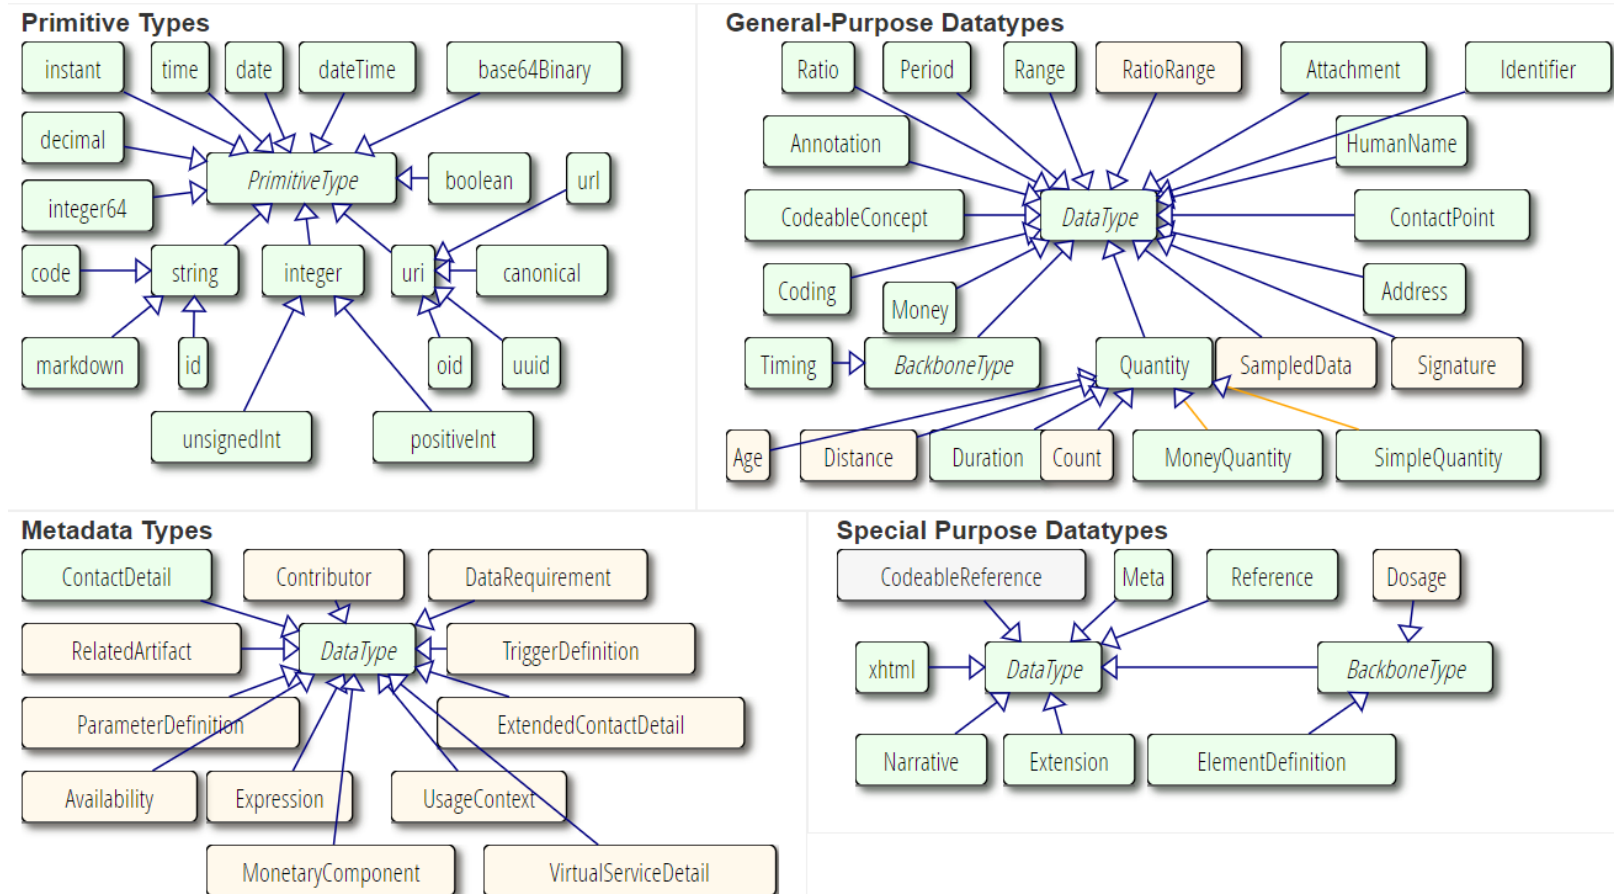 Primitive Types
instant
time
date
dateTime
base64Binary
decimal
PrimitiveType
boolean
url
integer64
code
string
integer
uri
canonical
markdown
id
oid
uuid
unsignedInt
positiveInt
General-Purpose Datatypes
Ratio
Period
Range
RatioRange
Attachment
Identifier
Annotation
HumanName
CodeableConcept
DataType
ContactPoint
Coding
Money
Address
Timing
BackboneType
Quantity
SampledData
Signature
Age
Distance
Duration
Count
MoneyQuantity
SimpleQuantity
Metadata Types
ContactDetail
Contributor
DataRequirement
RelatedArtifact
DataType
TriggerDefinition
ParameterDefinition
ExtendedContactDetail
Availability
Expression
UsageContext
MonetaryComponent
VirtualServiceDetail
Special Purpose Datatypes
CodeableReference
Meta
Reference
Dosage
xhtml
DataType
BackboneType
Narrative
Extension
ElementDefinition